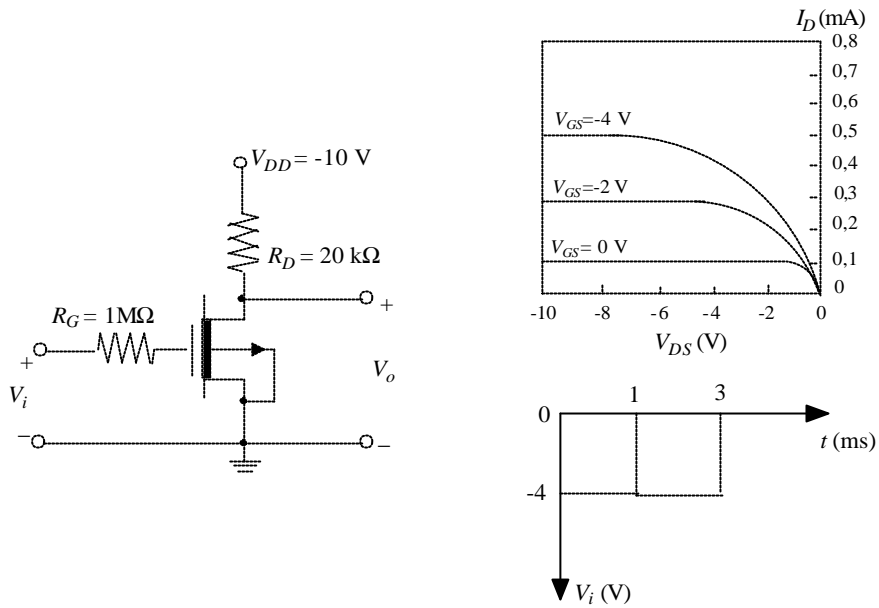 V_DD = -10 V
R_D = 20 kΩ
R_G = 1MΩ
+
V_i
−
+
V_o
−
I_D (mA)
0,8
0,7
0,6
0,5
0,4
0,3
0,2
0,1
0
V_GS=-4 V
V_GS=-2 V
V_GS= 0 V
-10
-8
-6
-4
-2
0
V_DS (V)
0
1
3
t (ms)
-4
V_i (V)